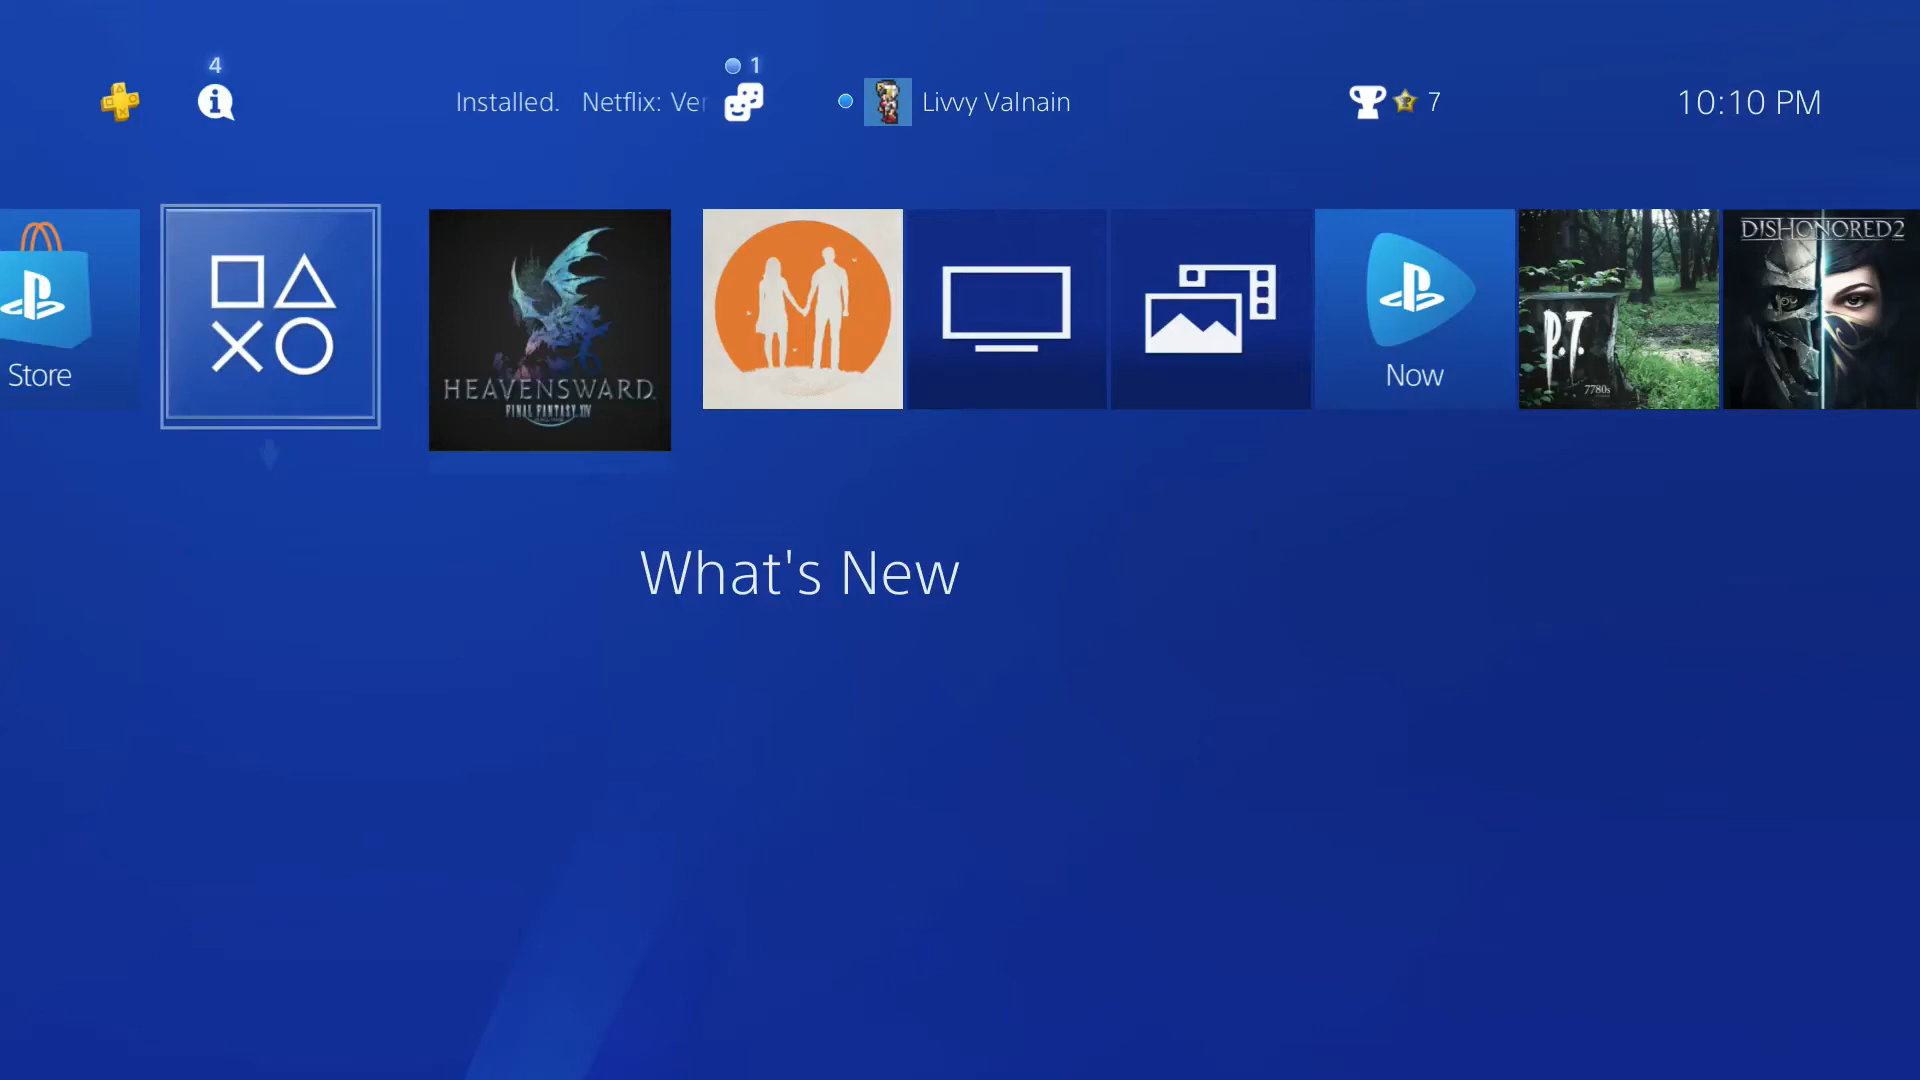 4
1
Installed. Netflix: Ver
Livvy Valnain
7
10:10 PM
Store
HEAVENSWARD
FINAL FANTASY XIV
Now
P.T.
7780s
DISHONORED2
What's New